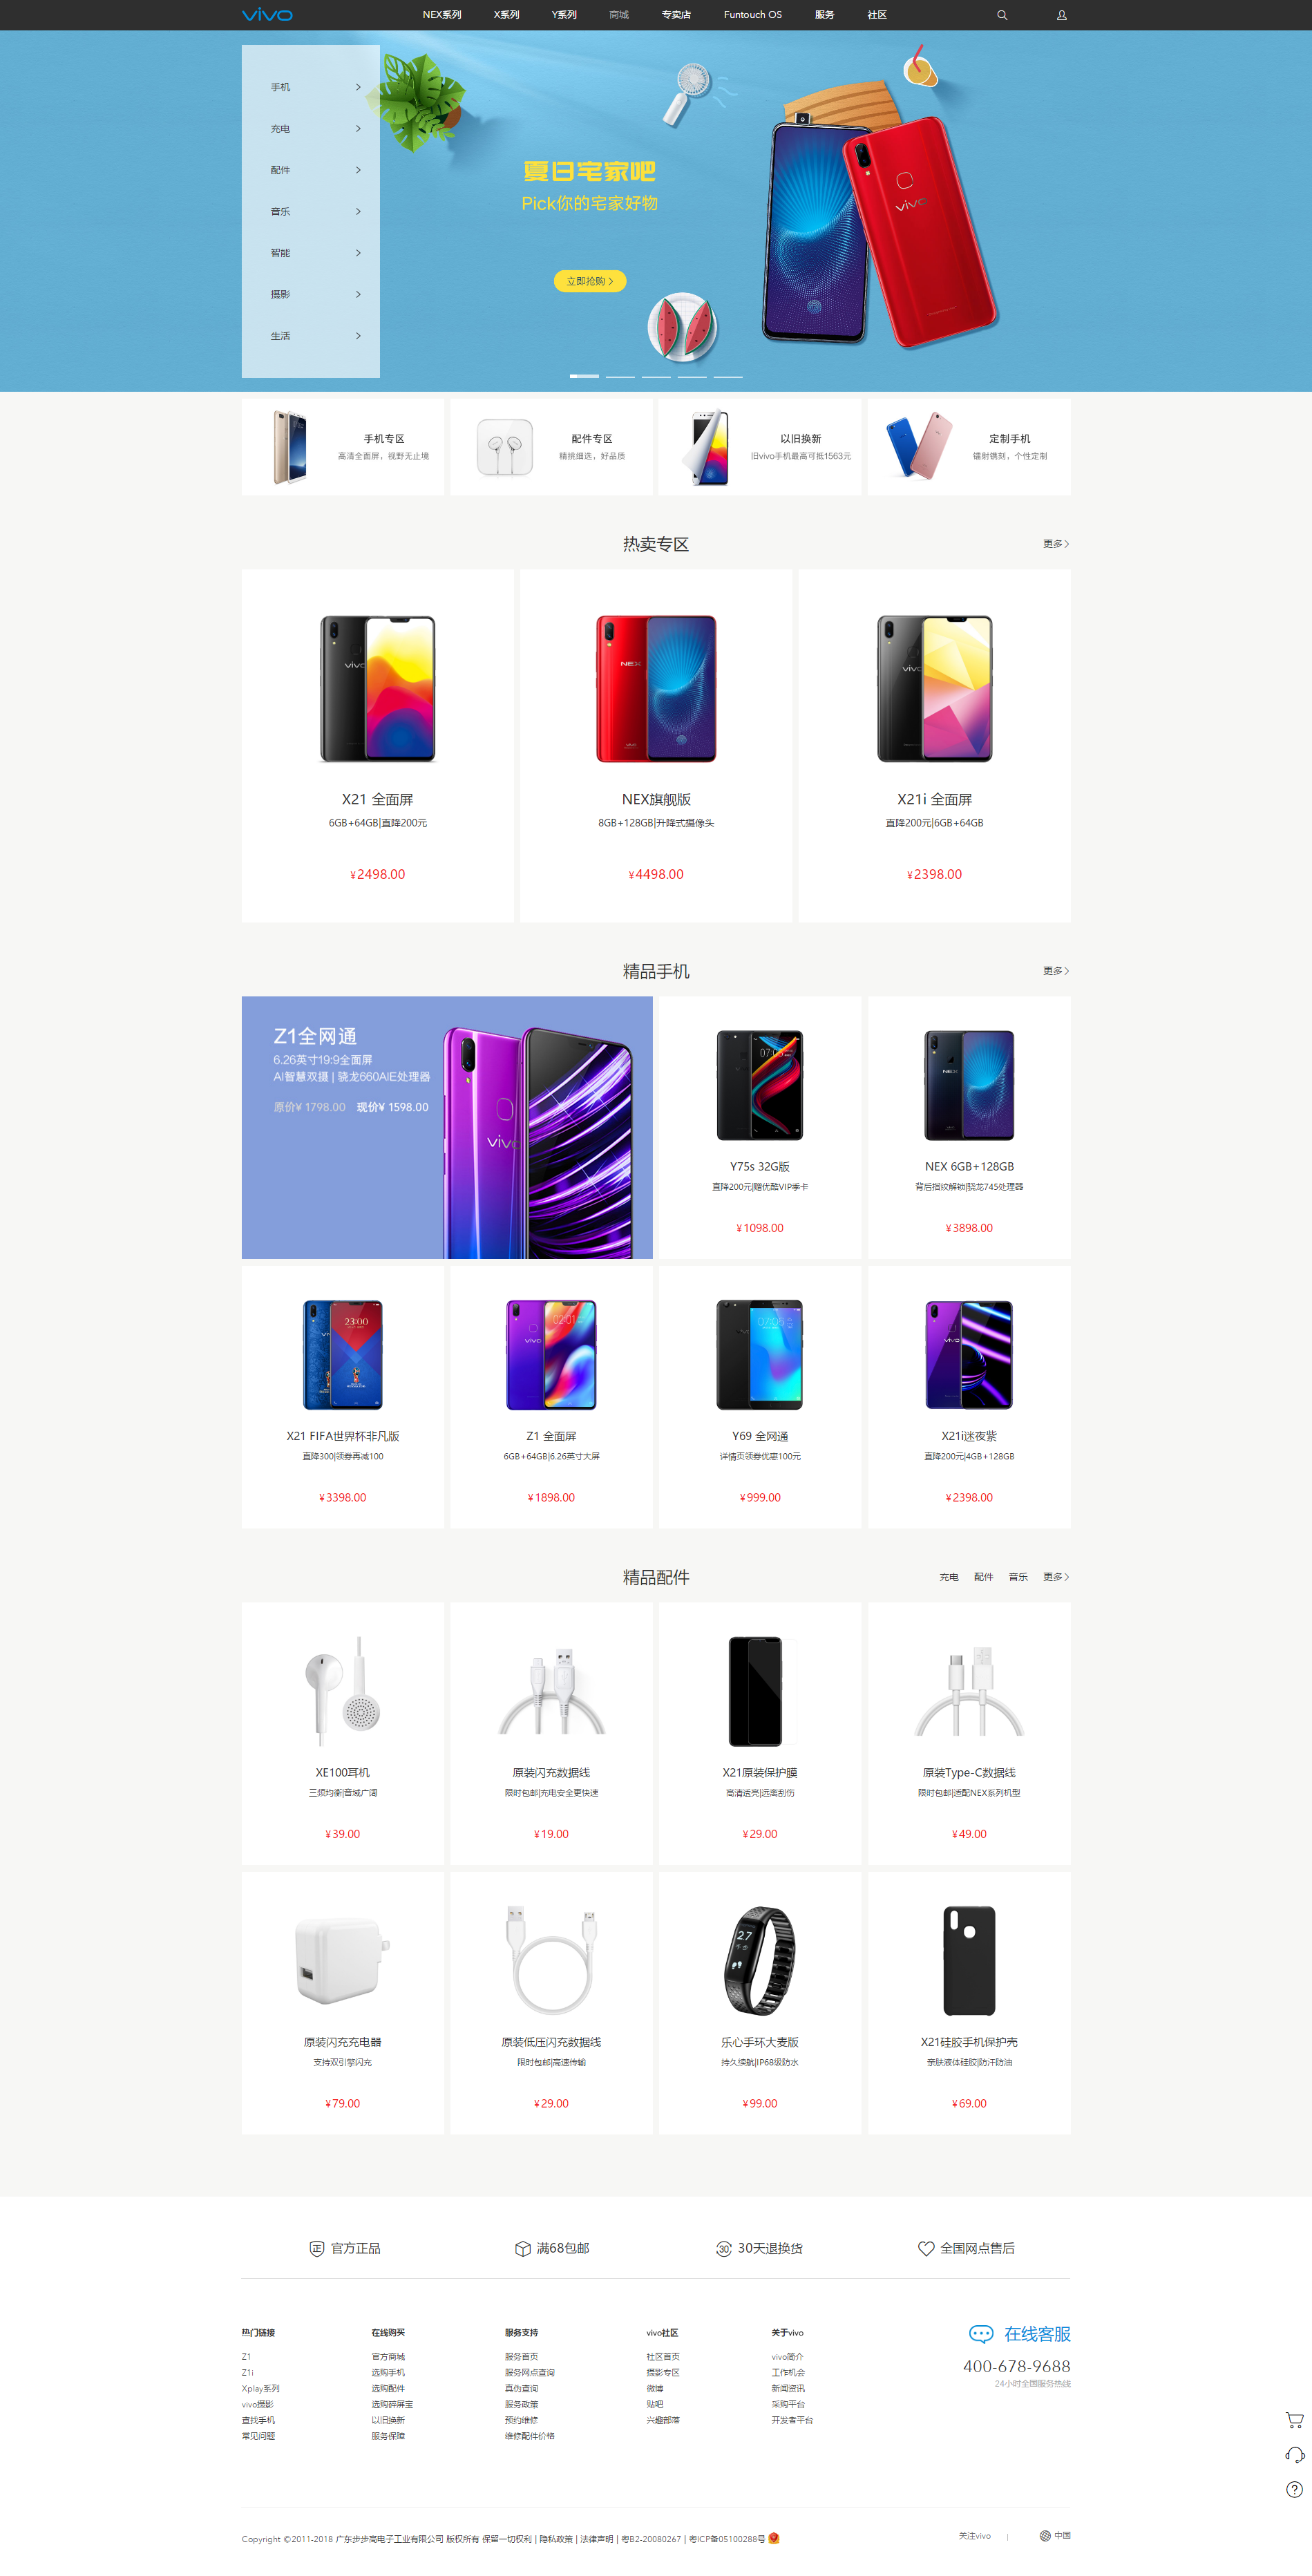 vivo NEX系列 X系列 Y系列 商城 专卖店 Funtouch OS 服务 社区
手机
充电
配件
音乐
智能
摄影
生活
夏日宅家吧
Pick你的宅家好物
立即抢购
手机专区
高清全面屏，视野无止境
配件专区
精挑细选，好品质
以旧换新
旧vivo手机最高可抵1563元
定制手机
镭射镌刻，个性定制
热卖专区
更多
X21 全面屏
6GB+64GB|直降200元
¥2498.00
NEX旗舰版
8GB+128GB|升降式摄像头
¥4498.00
X21i 全面屏
直降200元|6GB+64GB
¥2398.00
精品手机
更多
Z1全网通
6.26英寸19:9全面屏
AI智慧双摄 | 骁龙660AIE处理器
原价¥ 1798.00 现价¥ 1598.00
Y75s 32G版
直降200元|赠优酷VIP季卡
¥1098.00
NEX 6GB+128GB
背后指纹解锁|骁龙745处理器
¥3898.00
X21 FIFA世界杯非凡版
直降300|领券再减100
¥3398.00
Z1 全面屏
6GB+64GB|6.26英寸大屏
¥1898.00
Y69 全网通
详情页领券优惠100元
¥999.00
X21i迷夜紫
直降200元|4GB+128GB
¥2398.00
精品配件
充电 配件 音乐 更多
XE100耳机
三频均衡|音域广阔
¥39.00
原装闪充数据线
限时包邮|充电安全更快速
¥19.00
X21原装保护膜
高清透亮|远离刮伤
¥29.00
原装Type-C数据线
限时包邮|适配NEX系列机型
¥49.00
原装闪充充电器
支持双引擎闪充
¥79.00
原装低压闪充数据线
限时包邮|高速传输
¥29.00
乐心手环大麦版
持久续航|IP68级防水
¥99.00
X21硅胶手机保护壳
亲肤液体硅胶|防汗防油
¥69.00
正 官方正品
满68包邮
30 30天退换货
全国网点售后
热门链接
Z1
Z1i
Xplay系列
vivo摄影
查找手机
常见问题
在线购买
官方商城
选购手机
选购配件
选购碎屏宝
以旧换新
服务保障
服务支持
服务首页
服务网点查询
真伪查询
服务政策
预约维修
维修配件价格
vivo社区
社区首页
摄影专区
微博
贴吧
兴趣部落
关于vivo
vivo简介
工作机会
新闻资讯
采购平台
开发者平台
在线客服
400-678-9688
24小时全国服务热线
Copyright ©2011-2018 广东步步高电子工业有限公司 版权所有 保留一切权利 | 隐私政策 | 法律声明 | 粤B2-20080267 | 粤ICP备05100288号
关注vivo | 中国